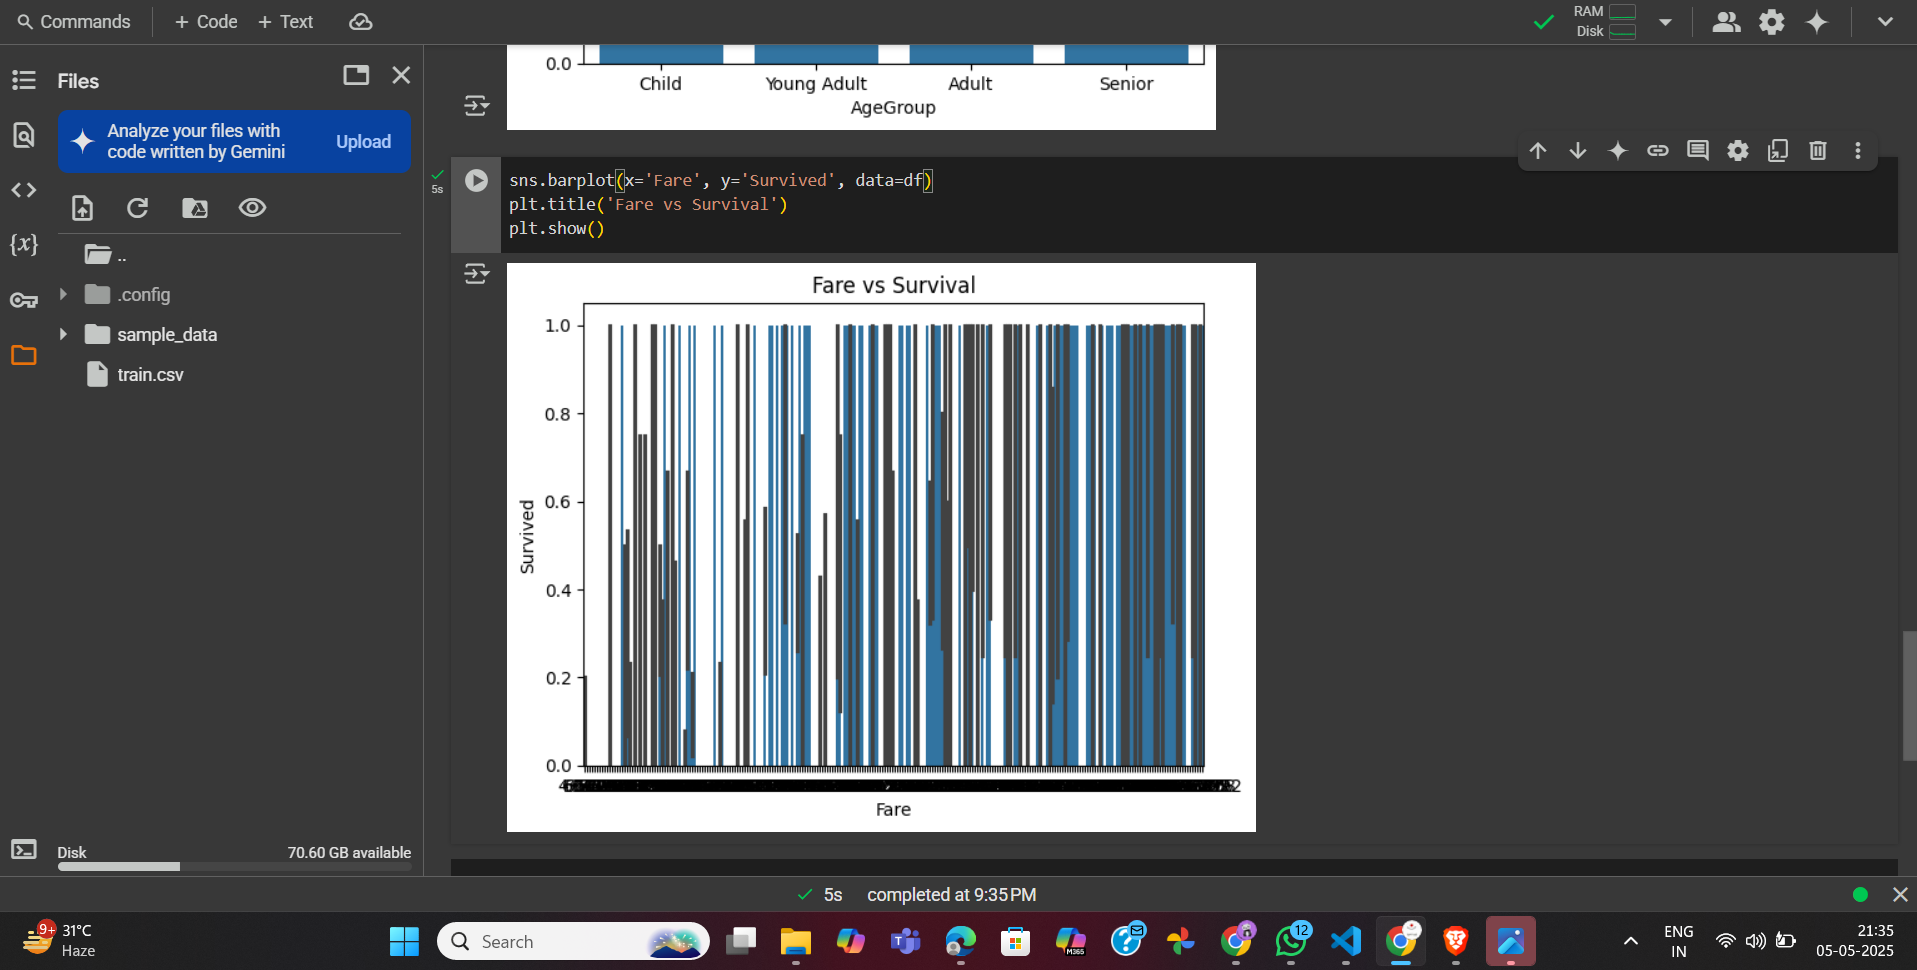 Commands
+ Code
+ Text
RAM
Disk
Files
Analyze your files with
code written by Gemini
Upload
..
.config
sample_data
train.csv
Disk
70.60 GB available
0.0
Child
Young Adult
Adult
Senior
AgeGroup
5s
sns.barplot(x='Fare', y='Survived', data=df)
plt.title('Fare vs Survival')
plt.show()
Fare vs Survival
1.0
0.8
0.6
0.4
0.2
0.0
Survived
Fare
5s completed at 9:35 PM
9+
31°C
Haze
Search
M365
12
ENG
IN
21:35
05-05-2025